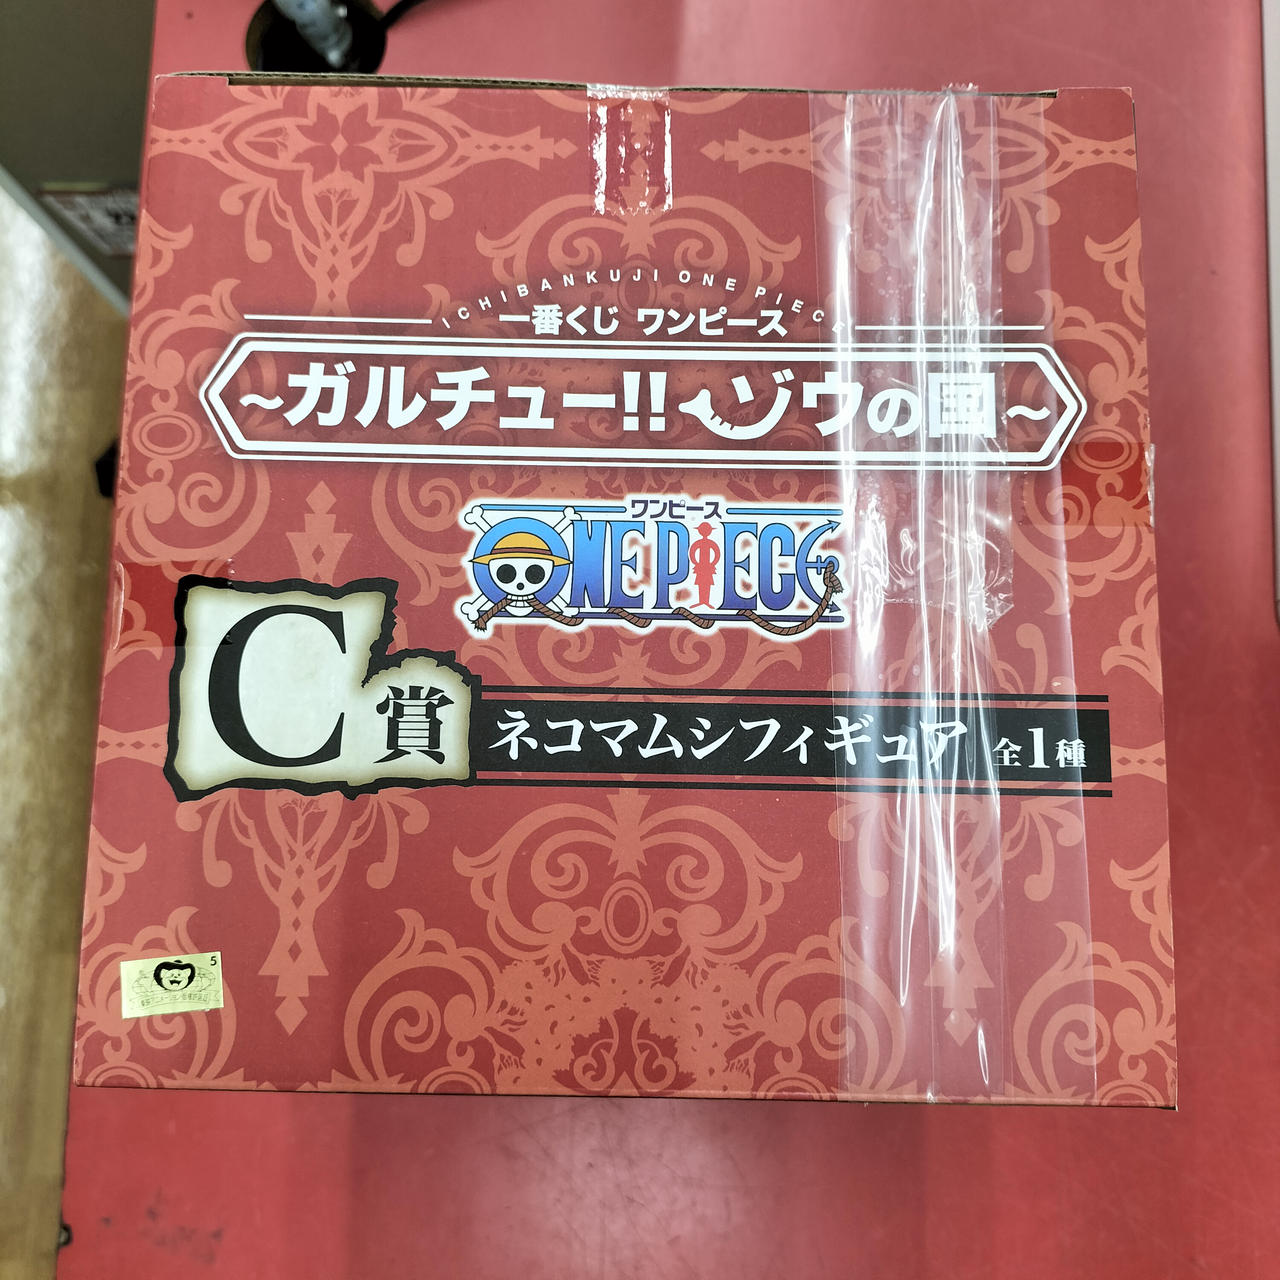 ICHIBANKUJI ONE PIECE
一番くじ ワンピース
~ガルチュー!! ゾウの国~
ワンピース
ONE PIECE
C賞
ネコマムシフィギュア 全1種
5